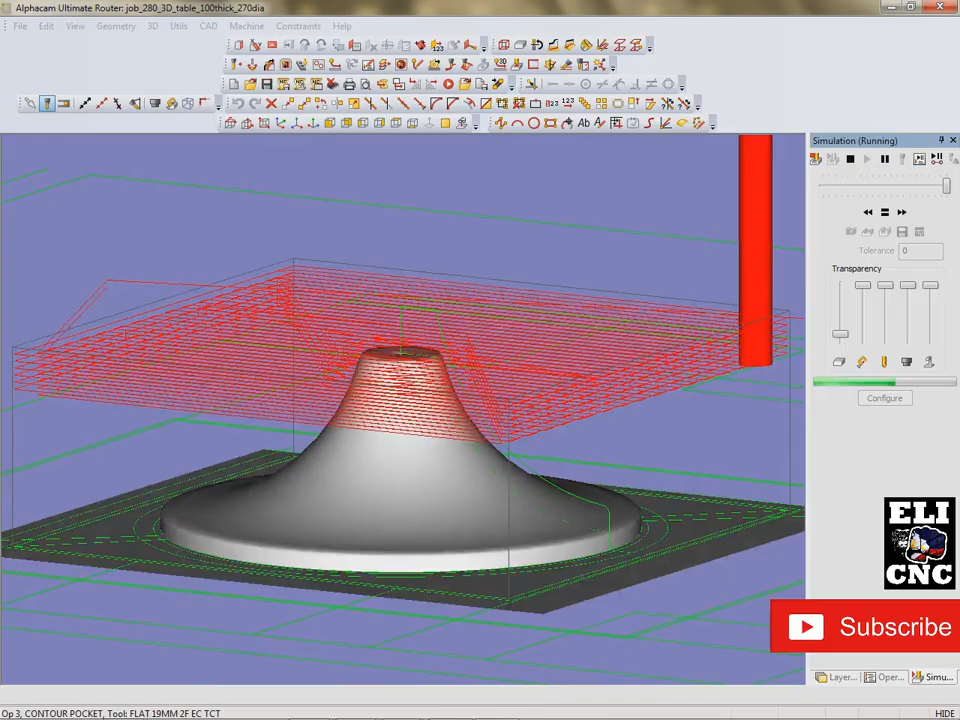 Alphacam Ultimate Router: job_280_3D_table_100thick_270dia
File Edit View Geometry 3D Utils CAD Machine Constraints Help
Simulation (Running)
Tolerance 0
Transparency
Configure
ELI
CNC
Subscribe
Layer... Oper... Simu...
Op 3, CONTOUR POCKET, Tool: FLAT 19MM 2F EC TCT
HIDE